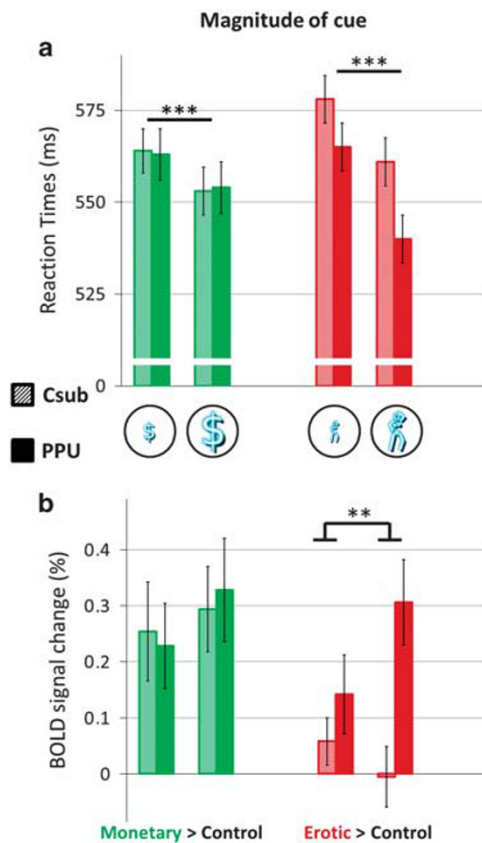 Magnitude of cue
a
***
***
575
550
525
0
Reaction Times (ms)
$
$
Csub
PPU
b
**
0.4
0.3
0.2
0.1
0
BOLD signal change (%)
Monetary > Control
Erotic > Control